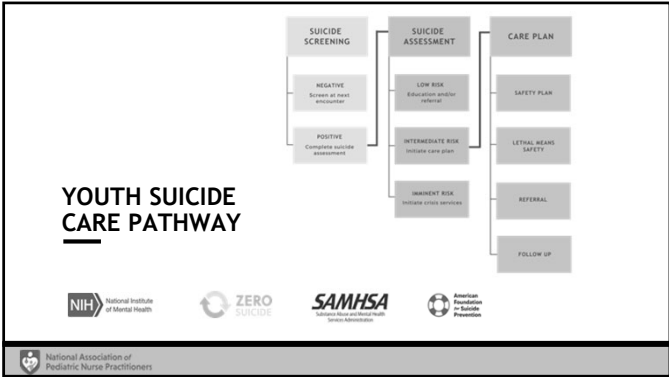 SUICIDE
SCREENING
NEGATIVE
Screen at next
encounter
POSITIVE
Complete suicide
assessment
SUICIDE
ASSESSMENT
LOW RISK
Education and/or
referral
INTERMEDIATE RISK
Initiate care plan
IMMINENT RISK
Initiate crisis services
CARE PLAN
SAFETY PLAN
LETHAL MEANS
SAFETY
REFERRAL
FOLLOW UP
YOUTH SUICIDE
CARE PATHWAY
NIH
National Institute
of Mental Health
ZERO
SUICIDE
SAMHSA
Substance Abuse and Mental Health
Services Administration
American
Foundation
for Suicide
Prevention
National Association of
Pediatric Nurse Practitioners